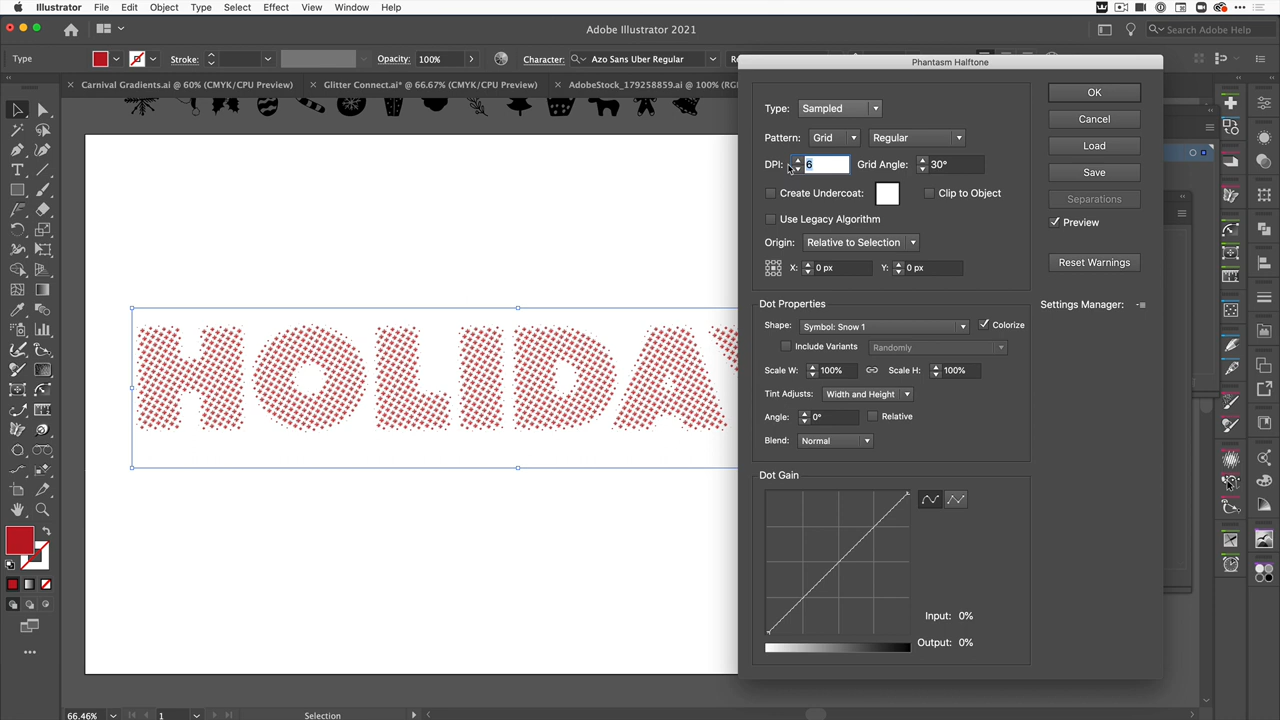 Illustrator File Edit Object Type Select Effect View Window Help
Adobe Illustrator 2021
Search Adobe Help
Type Stroke: Opacity: 100% Character: Azo Sans Uber Regular
Carnival Gradients.ai @ 60% (CMYK/CPU Preview) Glitter Connect.ai* @ 66.67% (CMYK/CPU Preview) AdobeStock_179258859.ai @ 100%
HOLIDAY
Phantasm Halftone
Type: Sampled
Pattern: Grid Regular
DPI: 6 Grid Angle: 30°
Create Undercoat: Clip to Object
Use Legacy Algorithm
Origin: Relative to Selection
X: 0 px Y: 0 px
OK
Cancel
Load
Save
Separations
Preview
Reset Warnings
Settings Manager:
Dot Properties
Shape: Symbol: Snow 1 Colorize
Include Variants Randomly
Scale W: 100% Scale H: 100%
Tint Adjusts: Width and Height
Angle: 0° Relative
Blend: Normal
Dot Gain
Input: 0%
Output: 0%
66.46% 1 Selection